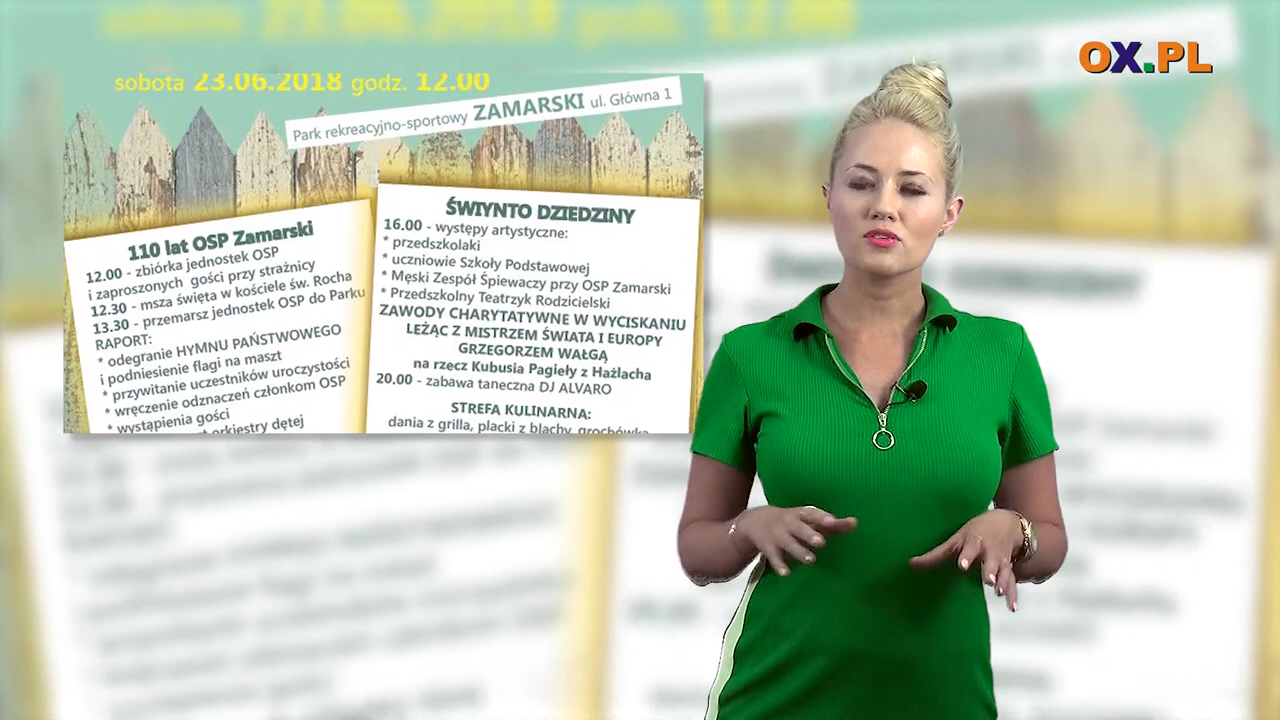 OX.PL
sobota 23.06.2018 godz. 12.00
Park rekreacyjno-sportowy ZAMARSKI ul. Główna 1
110 lat OSP Zamarski
12.00 - zbiórka jednostek OSP
i zaproszonych gości przy strażnicy
12.30 - msza święta w kościele św. Rocha
13.30 - przemarsz jednostek OSP do Parku
RAPORT:
* odegranie HYMNU PAŃSTWOWEGO
i podniesienie flagi na maszt
* przywitanie uczestników uroczystości
* wręczenie odznaczeń członkom OSP
* wystąpienia gości
orkiestry dętej
ŚWIYNTO DZIEDZINY
16.00 - występy artystyczne:
* przedszkolaki
* uczniowie Szkoły Podstawowej
* Męski Zespół Śpiewaczy przy OSP Zamarski
* Przedszkolny Teatrzyk Rodzicielski
ZAWODY CHARYTATYWNE W WYCISKANIU
LEŻĄC Z MISTRZEM ŚWIATA I EUROPY
GRZEGORZEM WAŁGĄ
na rzecz Kubusia Pagieły z Hażlacha
20.00 - zabawa taneczna DJ ALVARO
STREFA KULINARNA:
dania z grilla, placki z blachy, grochówka